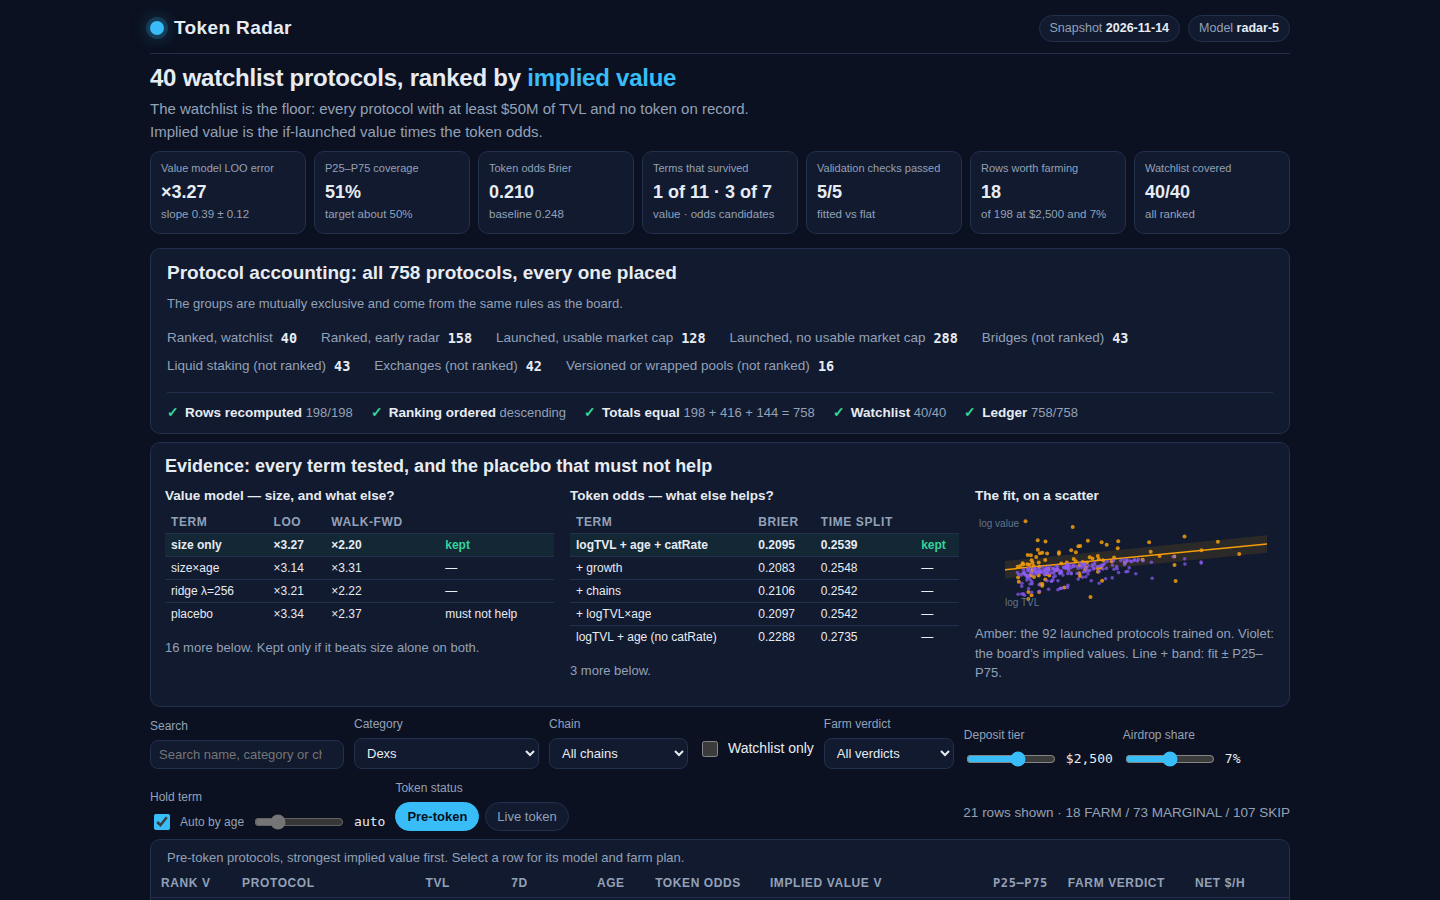 Token Radar
Snapshot 2026-11-14
Model radar-5
40 watchlist protocols, ranked by implied value
The watchlist is the floor: every protocol with at least $50M of TVL and no token on record.
Implied value is the if-launched value times the token odds.
Value model LOO error
×3.27
slope 0.39 ± 0.12
P25–P75 coverage
51%
target about 50%
Token odds Brier
0.210
baseline 0.248
Terms that survived
1 of 11 · 3 of 7
value · odds candidates
Validation checks passed
5/5
fitted vs flat
Rows worth farming
18
of 198 at $2,500 and 7%
Watchlist covered
40/40
all ranked
Protocol accounting: all 758 protocols, every one placed
The groups are mutually exclusive and come from the same rules as the board.
Ranked, watchlist 40 Ranked, early radar 158 Launched, usable market cap 128 Launched, no usable market cap 288 Bridges (not ranked) 43
Liquid staking (not ranked) 43 Exchanges (not ranked) 42 Versioned or wrapped pools (not ranked) 16
✓ Rows recomputed 198/198 ✓ Ranking ordered descending ✓ Totals equal 198 + 416 + 144 = 758 ✓ Watchlist 40/40 ✓ Ledger 758/758
Evidence: every term tested, and the placebo that must not help
Value model — size, and what else?
TERM LOO WALK-FWD
size only ×3.27 ×2.20 kept
size×age ×3.14 ×3.31 —
ridge λ=256 ×3.21 ×2.22 —
placebo ×3.34 ×2.37 must not help
16 more below. Kept only if it beats size alone on both.
Token odds — what else helps?
TERM BRIER TIME SPLIT
logTVL + age + catRate 0.2095 0.2539 kept
+ growth 0.2083 0.2548 —
+ chains 0.2106 0.2542 —
+ logTVL×age 0.2097 0.2542 —
logTVL + age (no catRate) 0.2288 0.2735 —
3 more below.
The fit, on a scatter
log value
log TVL
Amber: the 92 launched protocols trained on. Violet:
the board's implied values. Line + band: fit ± P25–
P75.
Search
Search name, category or cl
Category
Dexs
Chain
All chains
Watchlist only
Farm verdict
All verdicts
Deposit tier
$2,500
Airdrop share
7%
Hold term
Auto by age auto
Token status
Pre-token Live token
21 rows shown · 18 FARM / 73 MARGINAL / 107 SKIP
Pre-token protocols, strongest implied value first. Select a row for its model and farm plan.
RANK V PROTOCOL TVL 7D AGE TOKEN ODDS IMPLIED VALUE V P25–P75 FARM VERDICT NET $/H